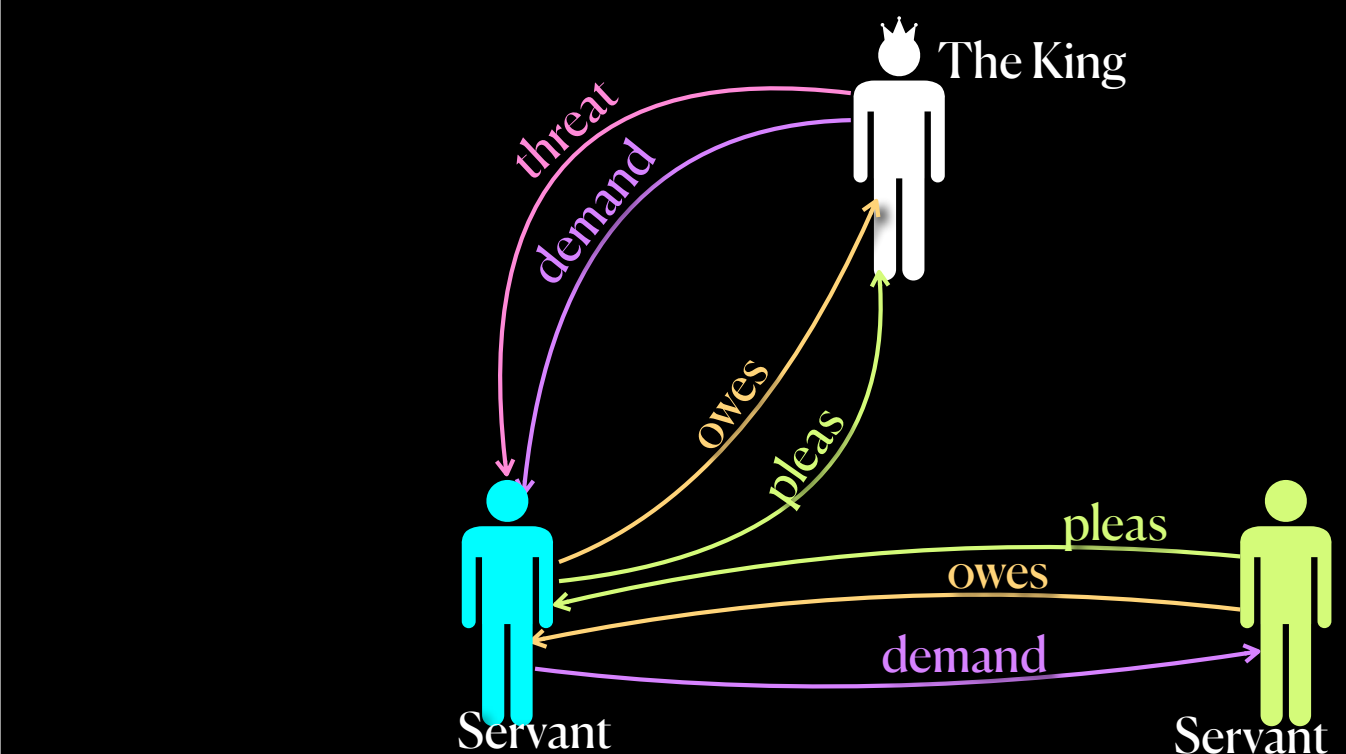 The King
threat
demand
owes
pleas
pleas
owes
demand
Servant
Servant